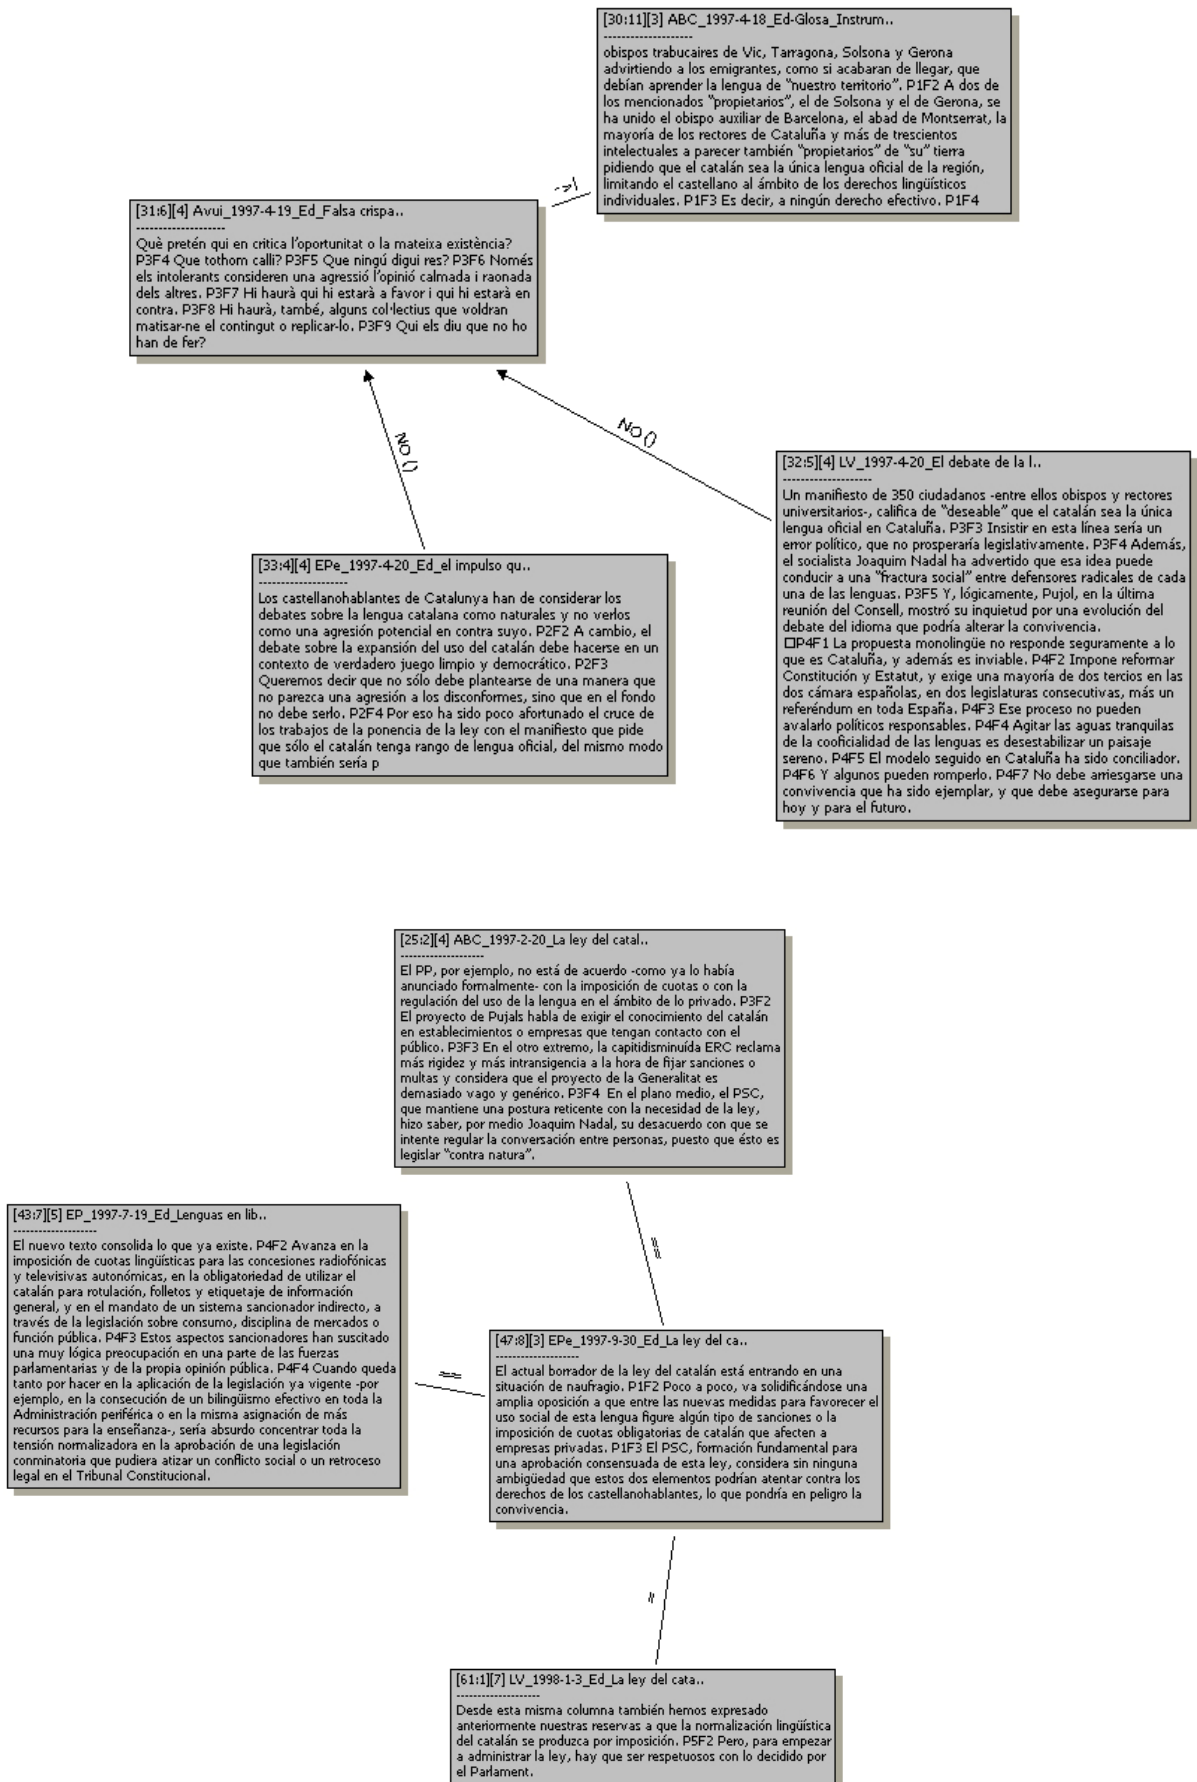 [30:11][3] ABC_1997-4-18_Ed-Glosa_Instrum..
--------------------
obispos trabucaires de Vic, Tarragona, Solsona y Gerona
advirtiendo a los emigrantes, como si acabaran de llegar, que
debían aprender la lengua de "nuestro territorio". P1F2 A dos de
los mencionados "propietarios", el de Solsona y el de Gerona, se
ha unido el obispo auxiliar de Barcelona, el abad de Montserrat, la
mayoría de los rectores de Cataluña y más de trescientos
intelectuales a parecer también "propietarios" de "su" tierra
pidiendo que el catalán sea la única lengua oficial de la región,
limitando el castellano al ámbito de los derechos lingüísticos
individuales. P1F3 Es decir, a ningún derecho efectivo. P1F4
[31:6][4] Avui_1997-4-19_Ed_Falsa crispa..
--------------------
Què pretén qui en critica l'oportunitat o la mateixa existència?
P3F4 Que tothom calli? P3F5 Que ningú digui res? P3F6 Només
els intolerants consideren una agressió l'opinió calmada i raonada
dels altres. P3F7 Hi haurà qui hi estarà a favor i qui hi estarà en
contra. P3F8 Hi haurà, també, alguns col·lectius que voldran
matisar-ne el contingut o replicar-lo. P3F9 Qui els diu que no ho
han de fer?
NO ()
NO ()
[32:5][4] LV_1997-4-20_El debate de la l..
--------------------
Un manifiesto de 350 ciudadanos -entre ellos obispos y rectores
universitarios-, califica de "deseable" que el catalán sea la única
lengua oficial en Cataluña. P3F3 Insistir en esta línea sería un
error político, que no prosperaría legislativamente. P3F4 Además,
el socialista Joaquim Nadal ha advertido que esa idea puede
conducir a una "fractura social" entre defensores radicales de cada
una de las lenguas. P3F5 Y, lógicamente, Pujol, en la última
reunión del Consell, mostró su inquietud por una evolución del
debate del idioma que podría alterar la convivencia.
□P4F1 La propuesta monolingüe no responde seguramente a lo
que es Cataluña, y además es inviable. P4F2 Impone reformar
Constitución y Estatut, y exige una mayoría de dos tercios en las
dos cámara españolas, en dos legislaturas consecutivas, más un
referéndum en toda España. P4F3 Ese proceso no pueden
avalarlo políticos responsables. P4F4 Agitar las aguas tranquilas
de la cooficialidad de las lenguas es desestabilizar un paisaje
sereno. P4F5 El modelo seguido en Cataluña ha sido conciliador.
P4F6 Y algunos pueden romperlo. P4F7 No debe arriesgarse una
convivencia que ha sido ejemplar, y que debe asegurarse para
hoy y para el futuro.
[33:4][4] EPe_1997-4-20_Ed_el impulso qu..
--------------------
Los castellanohablantes de Catalunya han de considerar los
debates sobre la lengua catalana como naturales y no verlos
como una agresión potencial en contra suyo. P2F2 A cambio, el
debate sobre la expansión del uso del catalán debe hacerse en un
contexto de verdadero juego limpio y democrático. P2F3
Queremos decir que no sólo debe plantearse de una manera que
no parezca una agresión a los disconformes, sino que en el fondo
no debe serlo. P2F4 Por eso ha sido poco afortunado el cruce de
los trabajos de la ponencia de la ley con el manifiesto que pide
que sólo el catalán tenga rango de lengua oficial, del mismo modo
que también sería p
[25:2][4] ABC_1997-2-20_La ley del catal..
--------------------
El PP, por ejemplo, no está de acuerdo -como ya lo había
anunciado formalmente- con la imposición de cuotas o con la
regulación del uso de la lengua en el ámbito de lo privado. P3F2
El proyecto de Pujals habla de exigir el conocimiento del catalán
en establecimientos o empresas que tengan contacto con el
público. P3F3 En el otro extremo, la capitidisminuída ERC reclama
más rigidez y más intransigencia a la hora de fijar sanciones o
multas y considera que el proyecto de la Generalitat es
demasiado vago y genérico. P3F4 En el plano medio, el PSC,
que mantiene una postura reticente con la necesidad de la ley,
hizo saber, por medio Joaquim Nadal, su desacuerdo con que se
intente regular la conversación entre personas, puesto que ésto es
legislar "contra natura".
==
[43:7][5] EP_1997-7-19_Ed_Lenguas en lib..
--------------------
El nuevo texto consolida lo que ya existe. P4F2 Avanza en la
imposición de cuotas lingüísticas para las concesiones radiofónicas
y televisivas autonómicas, en la obligatoriedad de utilizar el
catalán para rotulación, folletos y etiquetaje de información
general, y en el mandato de un sistema sancionador indirecto, a
través de la legislación sobre consumo, disciplina de mercados o
función pública. P4F3 Estos aspectos sancionadores han suscitado
una muy lógica preocupación en una parte de las fuerzas
parlamentarias y de la propia opinión pública. P4F4 Cuando queda
tanto por hacer en la aplicación de la legislación ya vigente -por
ejemplo, en la consecución de un bilingüismo efectivo en toda la
Administración periférica o en la misma asignación de más
recursos para la enseñanza-, sería absurdo concentrar toda la
tensión normalizadora en la aprobación de una legislación
conminatoria que pudiera atizar un conflicto social o un retroceso
legal en el Tribunal Constitucional.
==
[47:8][3] EPe_1997-9-30_Ed_La ley del ca..
--------------------
El actual borrador de la ley del catalán está entrando en una
situación de naufragio. P1F2 Poco a poco, va solidificándose una
amplia oposición a que entre las nuevas medidas para favorecer el
uso social de esta lengua figure algún tipo de sanciones o la
imposición de cuotas obligatorias de catalán que afecten a
empresas privadas. P1F3 El PSC, formación fundamental para
una aprobación consensuada de esta ley, considera sin ninguna
ambigüedad que estos dos elementos podrían atentar contra los
derechos de los castellanohablantes, lo que pondría en peligro la
convivencia.
=
[61:1][7] LV_1998-1-3_Ed_La ley del cata..
--------------------
Desde esta misma columna también hemos expresado
anteriormente nuestras reservas a que la normalización lingüística
del catalán se produzca por imposición. P5F2 Pero, para empezar
a administrar la ley, hay que ser respetuosos con lo decidido por
el Parlament.